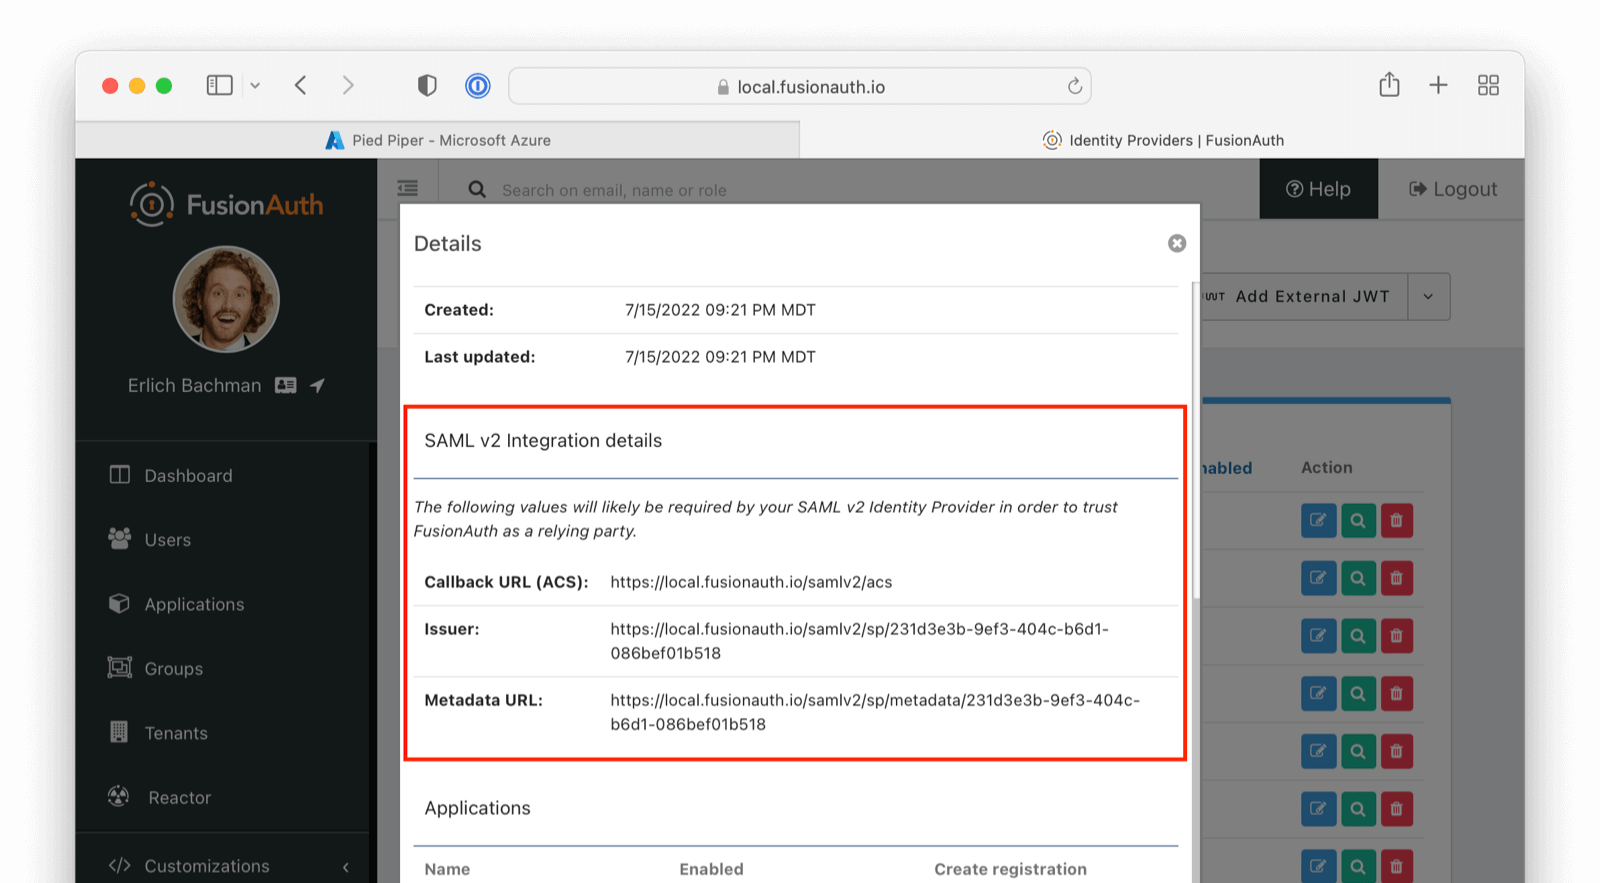 local.fusionauth.io
Pied Piper - Microsoft Azure
Identity Providers | FusionAuth
FusionAuth
Search on email, name or role
Help
Logout
Erlich Bachman
Dashboard
Users
Applications
Groups
Tenants
Reactor
Customizations
Details
Created: 7/15/2022 09:21 PM MDT
Last updated: 7/15/2022 09:21 PM MDT
SAML v2 Integration details
The following values will likely be required by your SAML v2 Identity Provider in order to trust
FusionAuth as a relying party.
Callback URL (ACS): https://local.fusionauth.io/samlv2/acs
Issuer: https://local.fusionauth.io/samlv2/sp/231d3e3b-9ef3-404c-b6d1-
086bef01b518
Metadata URL: https://local.fusionauth.io/samlv2/sp/metadata/231d3e3b-9ef3-404c-
b6d1-086bef01b518
Applications
Name Enabled Create registration
JWT Add External JWT
nabled Action